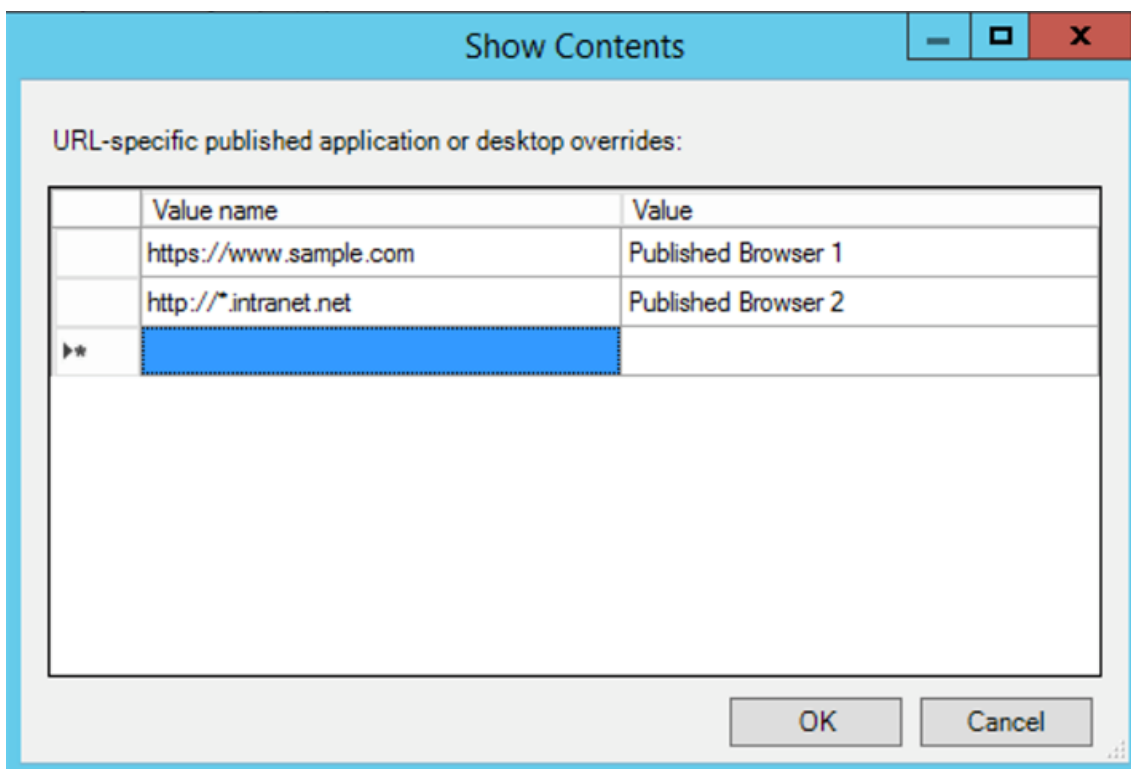 Show Contents
URL-specific published application or desktop overrides:
Value name Value
https://www.sample.com Published Browser 1
http://*.intranet.net Published Browser 2
OK Cancel